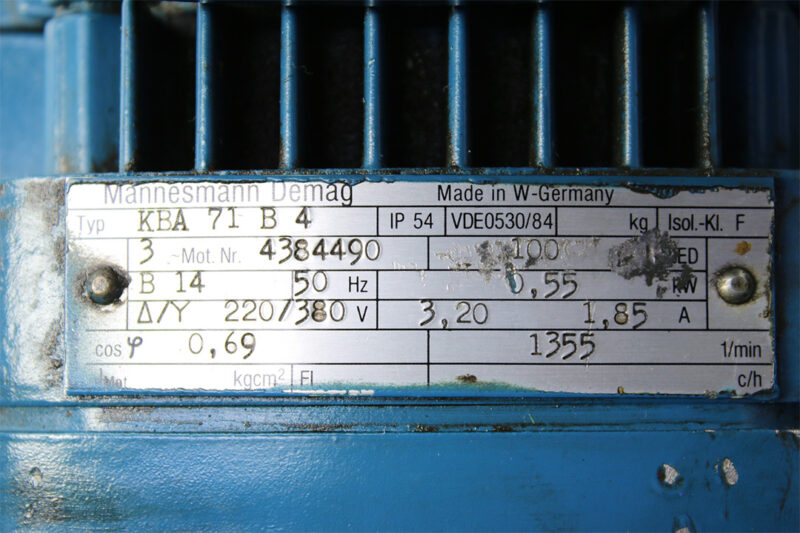 Mannesmann Demag Made in W-Germany
Typ KBA 71 B 4 IP 54 VDE0530/84 kg Isol.-Kl. F
3 ~Mot. Nr. 4384490 100 ED
B 14 50 Hz 0,55 KW
Δ/Y 220/380 V 3,20 1,85 A
cos φ 0,69 1355 1/min
JMot. kgcm² FI c/h